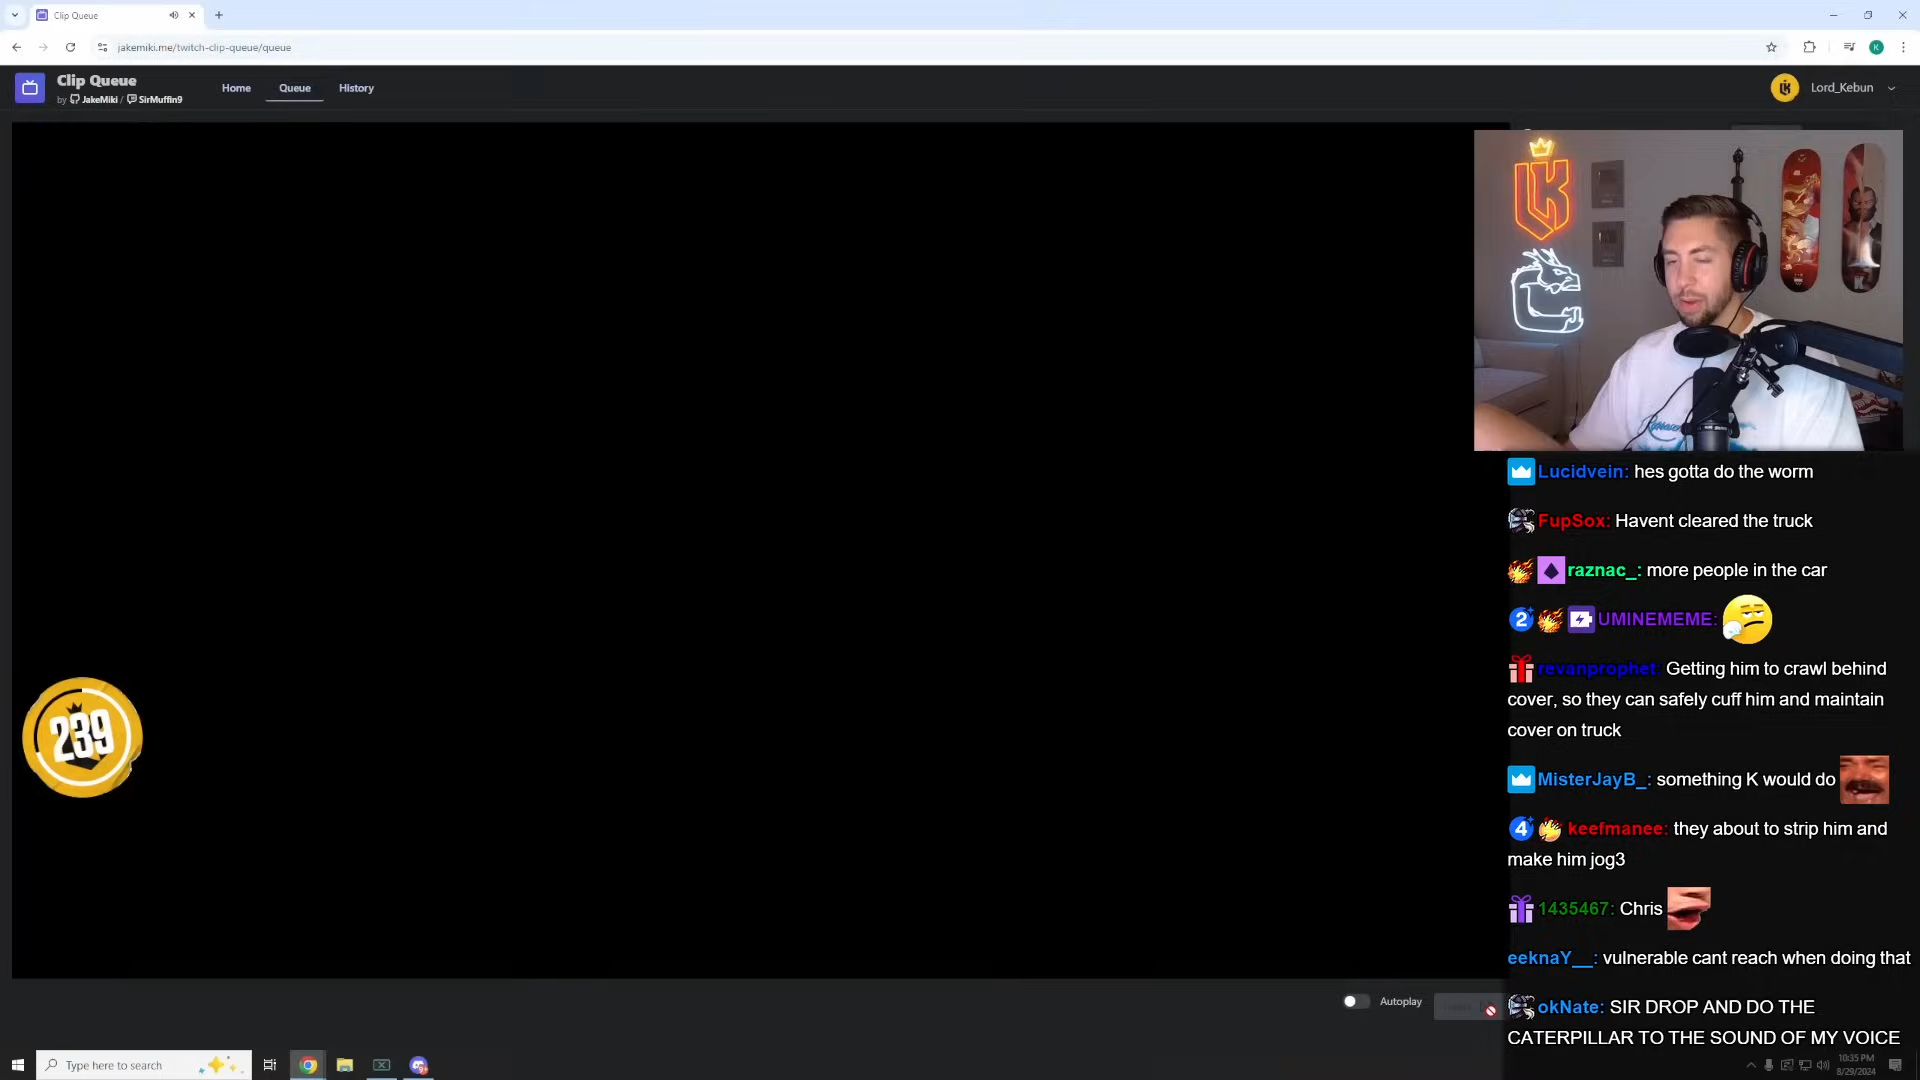 Clip Queue
jakemiki.me/twitch-clip-queue/queue
K
Clip Queue
by JakeMiki / SirMuffin9
Home
Queue
History
LK
Lord_Kebun
LK
Lucidvein: hes gotta do the worm
FupSox: Havent cleared the truck
raznac_: more people in the car
2 UMINEMEME:
revanprophet: Getting him to crawl behind
cover, so they can safely cuff him and maintain
cover on truck
239
MisterJayB_: something K would do
4 keefmanee: they about to strip him and
make him jog3
1435467: Chris
eeknaY__: vulnerable cant reach when doing that
Autoplay
okNate: SIR DROP AND DO THE
CATERPILLAR TO THE SOUND OF MY VOICE
Type here to search
10:35 PM
8/29/2024